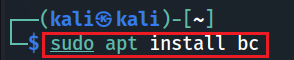 ┌──(kali㉿kali)-[~]
└─$ sudo apt install bc